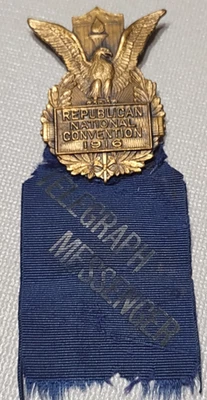 REPUBLICAN
NATIONAL
CONVENTION
1916
TELEGRAPH
MESSENGER